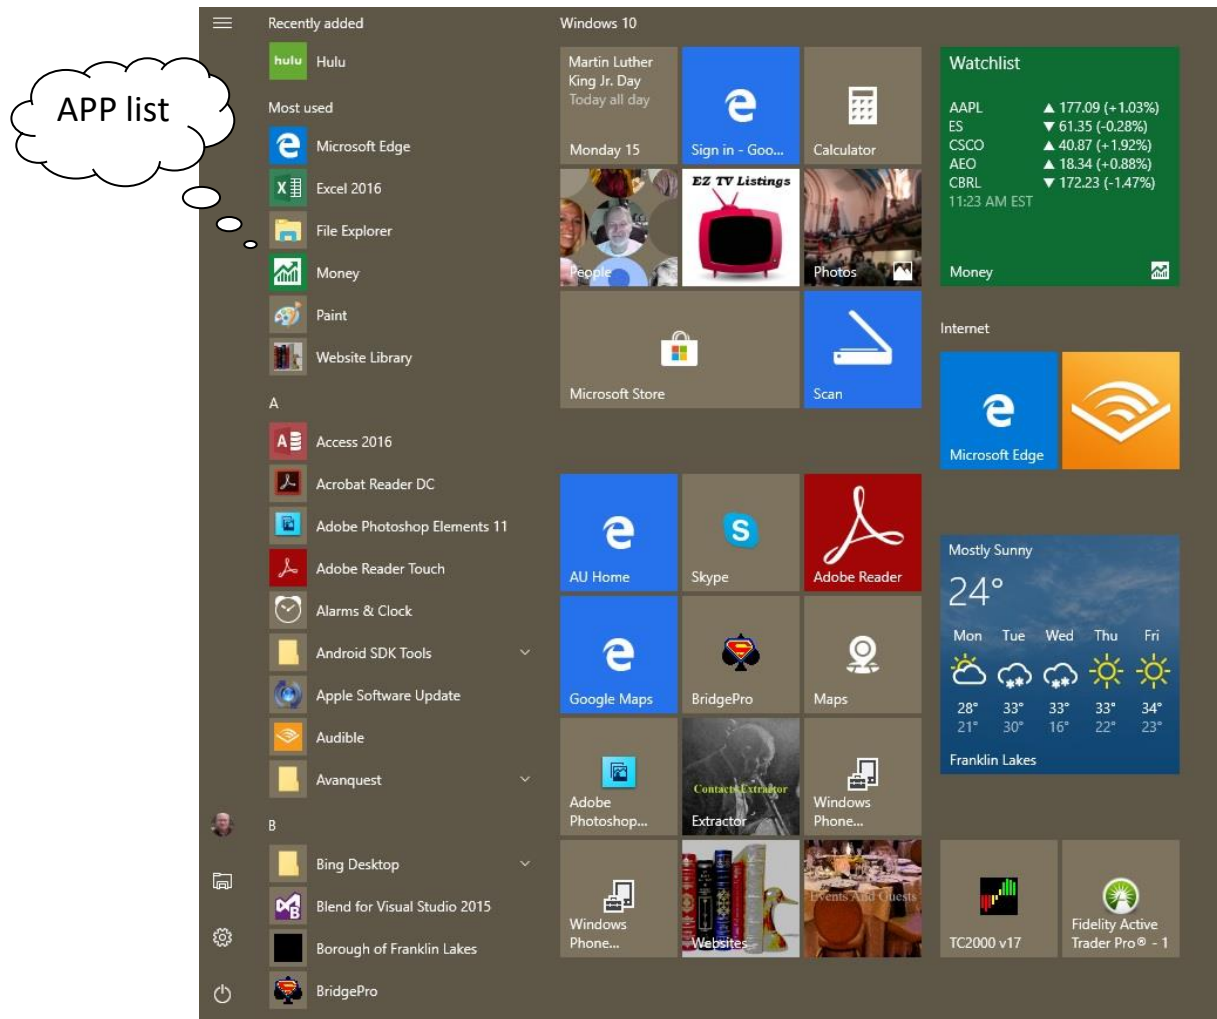 APP list
Recently added
hulu
Hulu
Most used
Microsoft Edge
Excel 2016
File Explorer
Money
Paint
Website Library
A
Access 2016
Acrobat Reader DC
Adobe Photoshop Elements 11
Adobe Reader Touch
Alarms & Clock
Android SDK Tools
Apple Software Update
Audible
Avanquest
B
Bing Desktop
Blend for Visual Studio 2015
Borough of Franklin Lakes
BridgePro
Windows 10
Martin Luther
King Jr. Day
Today all day
Monday 15
Sign in - Goo...
Calculator
People
EZ TV Listings
Photos
Microsoft Store
Scan
AU Home
Skype
Adobe Reader
Google Maps
BridgePro
Maps
Adobe
Photoshop...
Contacts Extractor
Extractor
Windows
Phone...
Windows
Phone...
Websites
Events And Guests
Watchlist
AAPL ▲ 177.09 (+1.03%)
ES ▼ 61.35 (-0.28%)
CSCO ▲ 40.87 (+1.92%)
AEO ▲ 18.34 (+0.88%)
CBRL ▼ 172.23 (-1.47%)
11:23 AM EST
Money
Internet
Microsoft Edge
Mostly Sunny
24°
Mon Tue Wed Thu Fri
28° 33° 33° 33° 34°
21° 30° 16° 22° 23°
Franklin Lakes
TC2000 v17
Fidelity Active
Trader Pro® - 1